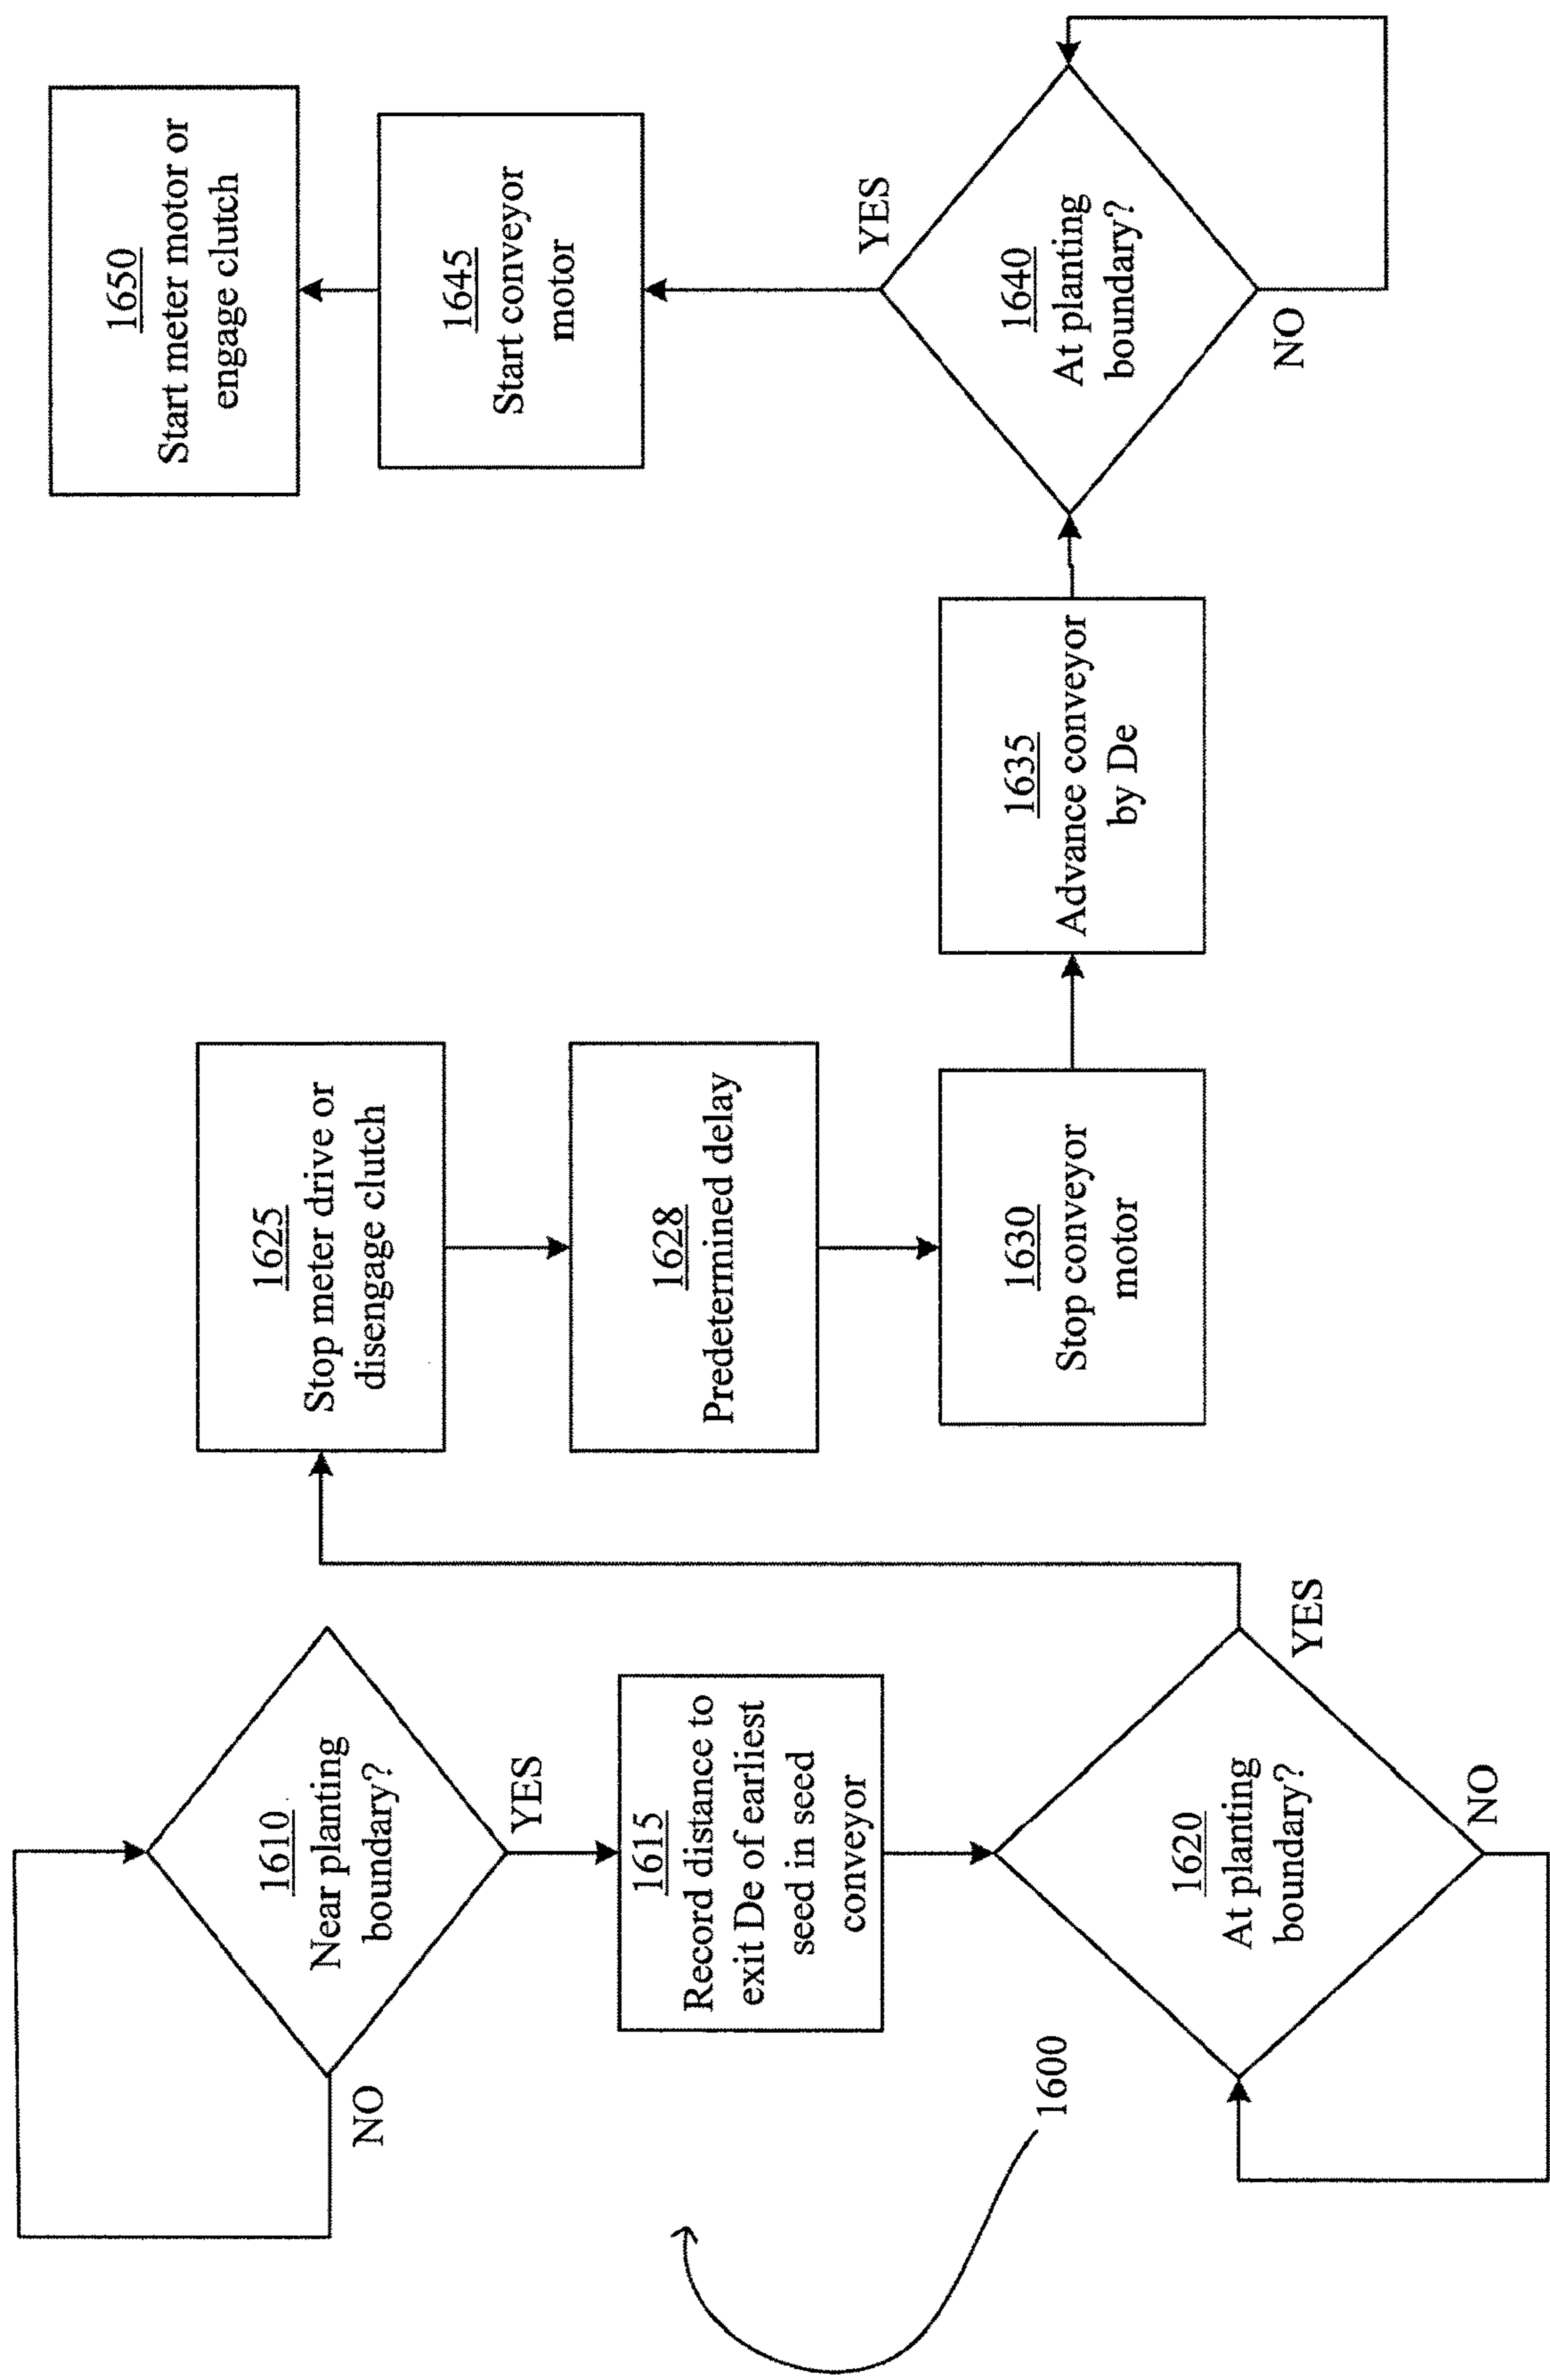 1610
Near planting
boundary?
NO
YES
1615
Record distance to
exit De of earliest
seed in seed
conveyor
1620
At planting
boundary?
NO
YES
1600
1625
Stop meter drive or
disengage clutch
1628
Predetermined delay
1630
Stop conveyor
motor
1635
Advance conveyor
by De
1640
At planting
boundary?
NO
YES
1645
Start conveyor
motor
1650
Start meter motor or
engage clutch